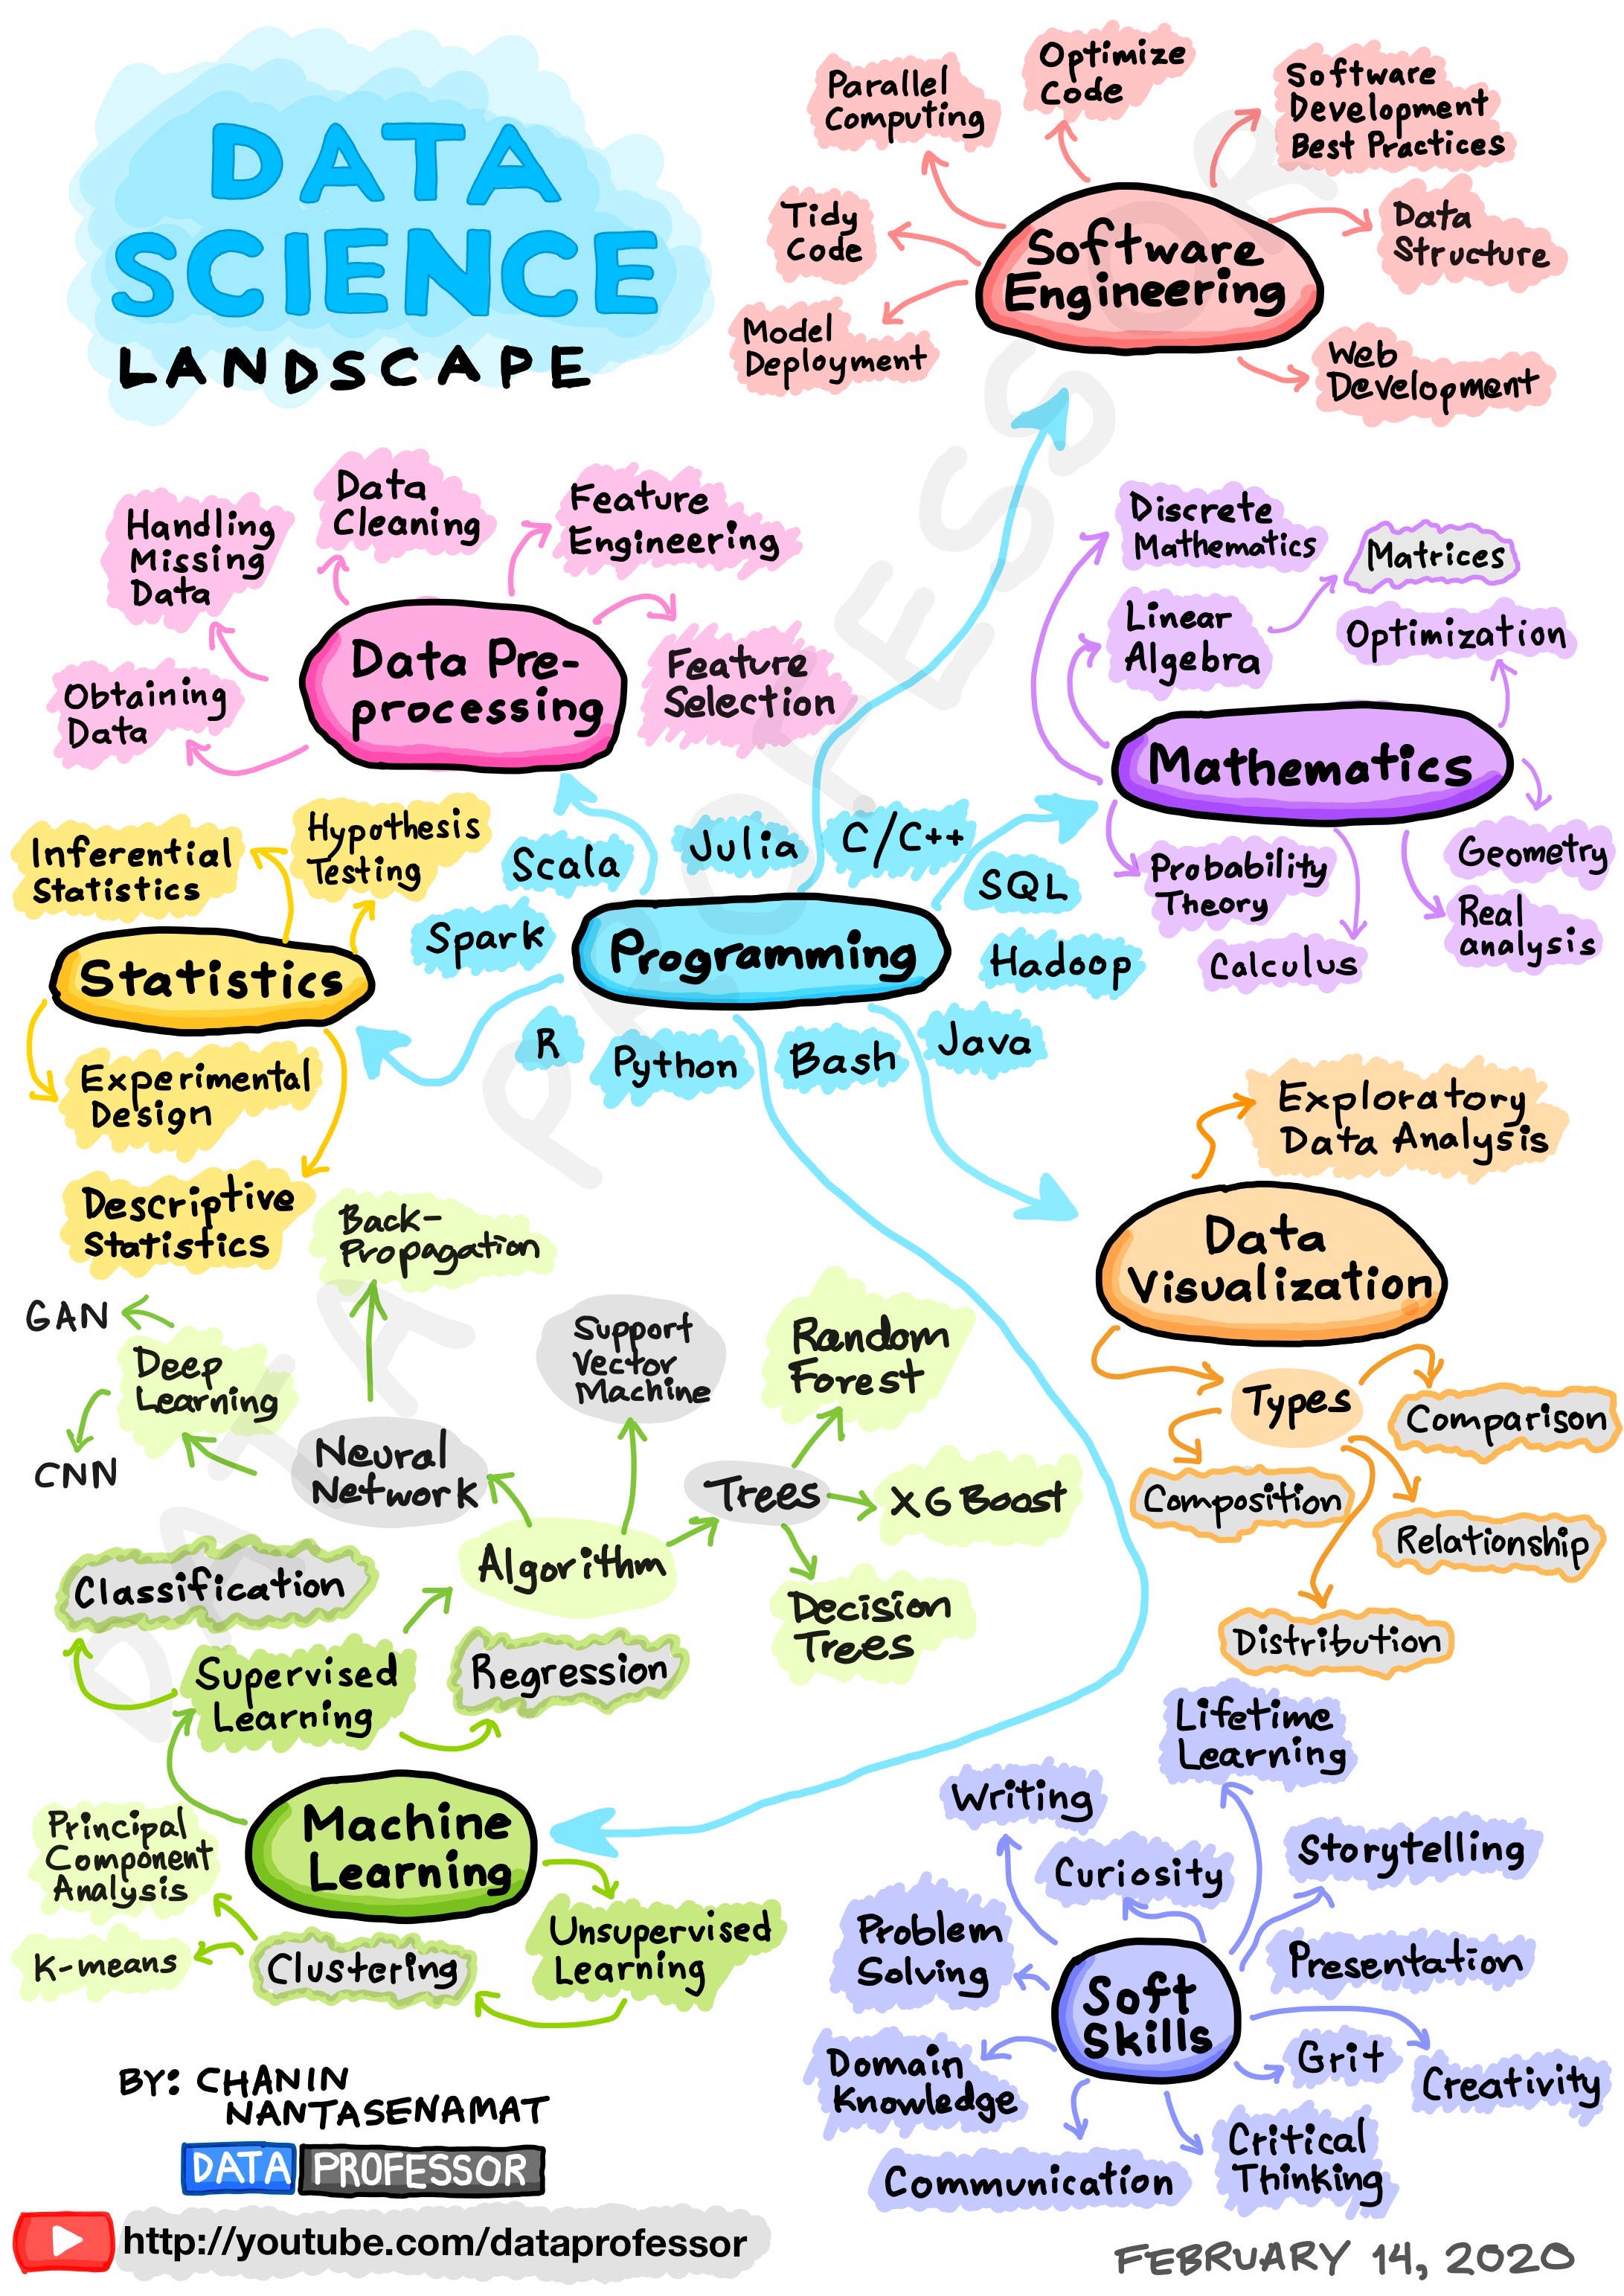 DATA
SCIENCE
LANDSCAPE
Parallel
Computing
Optimize
Code
Software
Development
Best Practices
Tidy
Code
Data
Structure
Software
Engineering
Model
Deployment
Web
Development
Handling
Missing
Data
Data
Cleaning
Feature
Engineering
Obtaining
Data
Data Pre-
processing
Feature
Selection
Discrete
Mathematics
Matrices
Linear
Algebra
Optimization
Mathematics
Probability
Theory
Calculus
Geometry
Real
analysis
Inferential
Statistics
Hypothesis
Testing
Statistics
Experimental
Design
Descriptive
Statistics
Scala
Julia
C/C++
SQL
Spark
Programming
Hadoop
R
Python
Bash
Java
Exploratory
Data Analysis
Data
Visualization
Types
Comparison
Composition
Relationship
Distribution
Back-
Propagation
GAN
Deep
Learning
CNN
Neural
Network
Support
Vector
Machine
Random
Forest
Trees
XG Boost
Decision
Trees
Algorithm
Classification
Supervised
Learning
Regression
Machine
Learning
Principal
Component
Analysis
K-means
Clustering
Unsupervised
Learning
Lifetime
Learning
Writing
Curiosity
Storytelling
Problem
Solving
Presentation
Soft
Skills
Domain
Knowledge
Grit
Creativity
Communication
Critical
Thinking
BY: CHANIN
NANTASENAMAT
DATA PROFESSOR
http://youtube.com/dataprofessor
FEBRUARY 14, 2020
DATA PROFESSOR